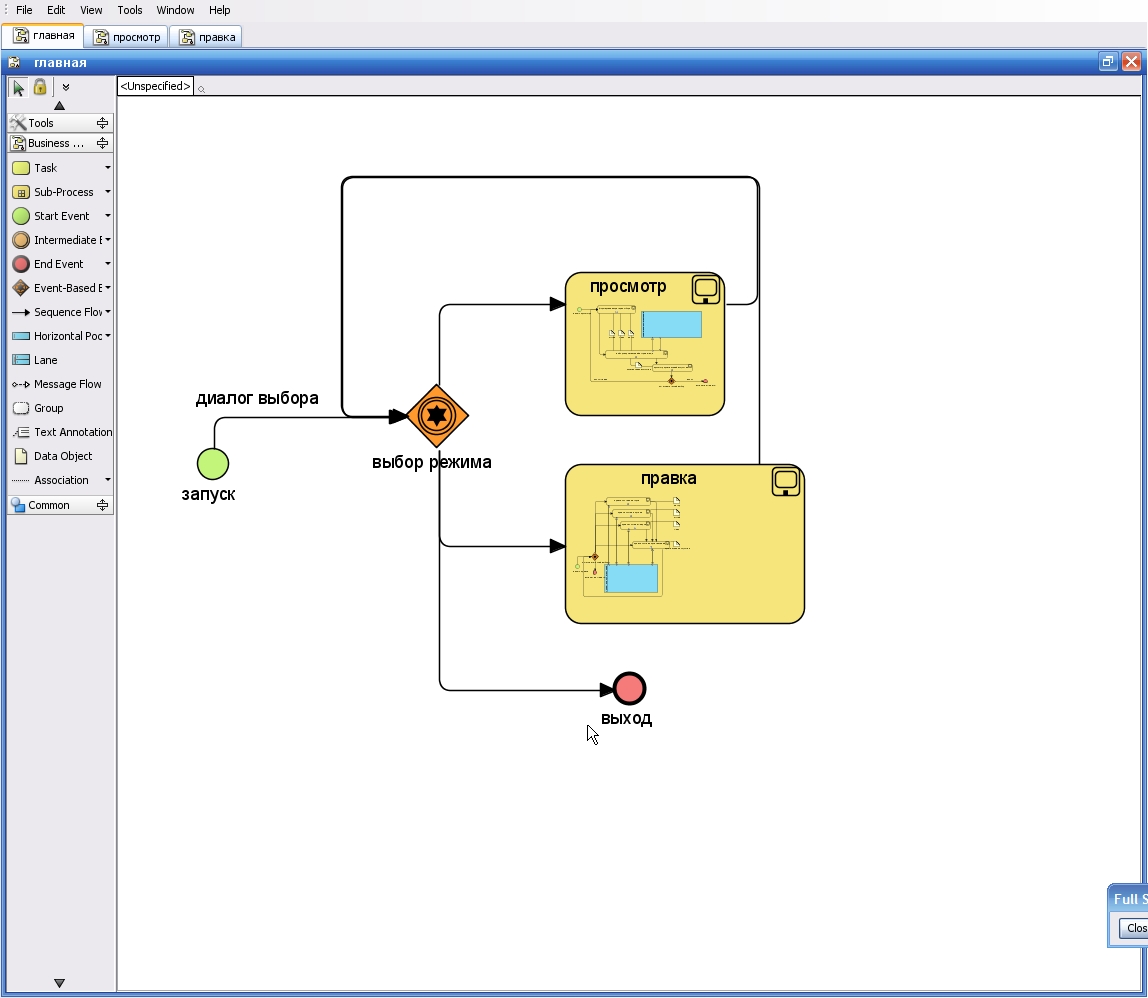 File Edit View Tools Window Help
главная просмотр правка
главная
<Unspecified>
Tools
Business ...
Task
Sub-Process
Start Event
Intermediate E
End Event
Event-Based E
Sequence Flov
Horizontal Poc
Lane
Message Flow
Group
Text Annotation
Data Object
Association
Common
просмотр
диалог выбора
выбор режима
правка
запуск
выход
Full S
Clos